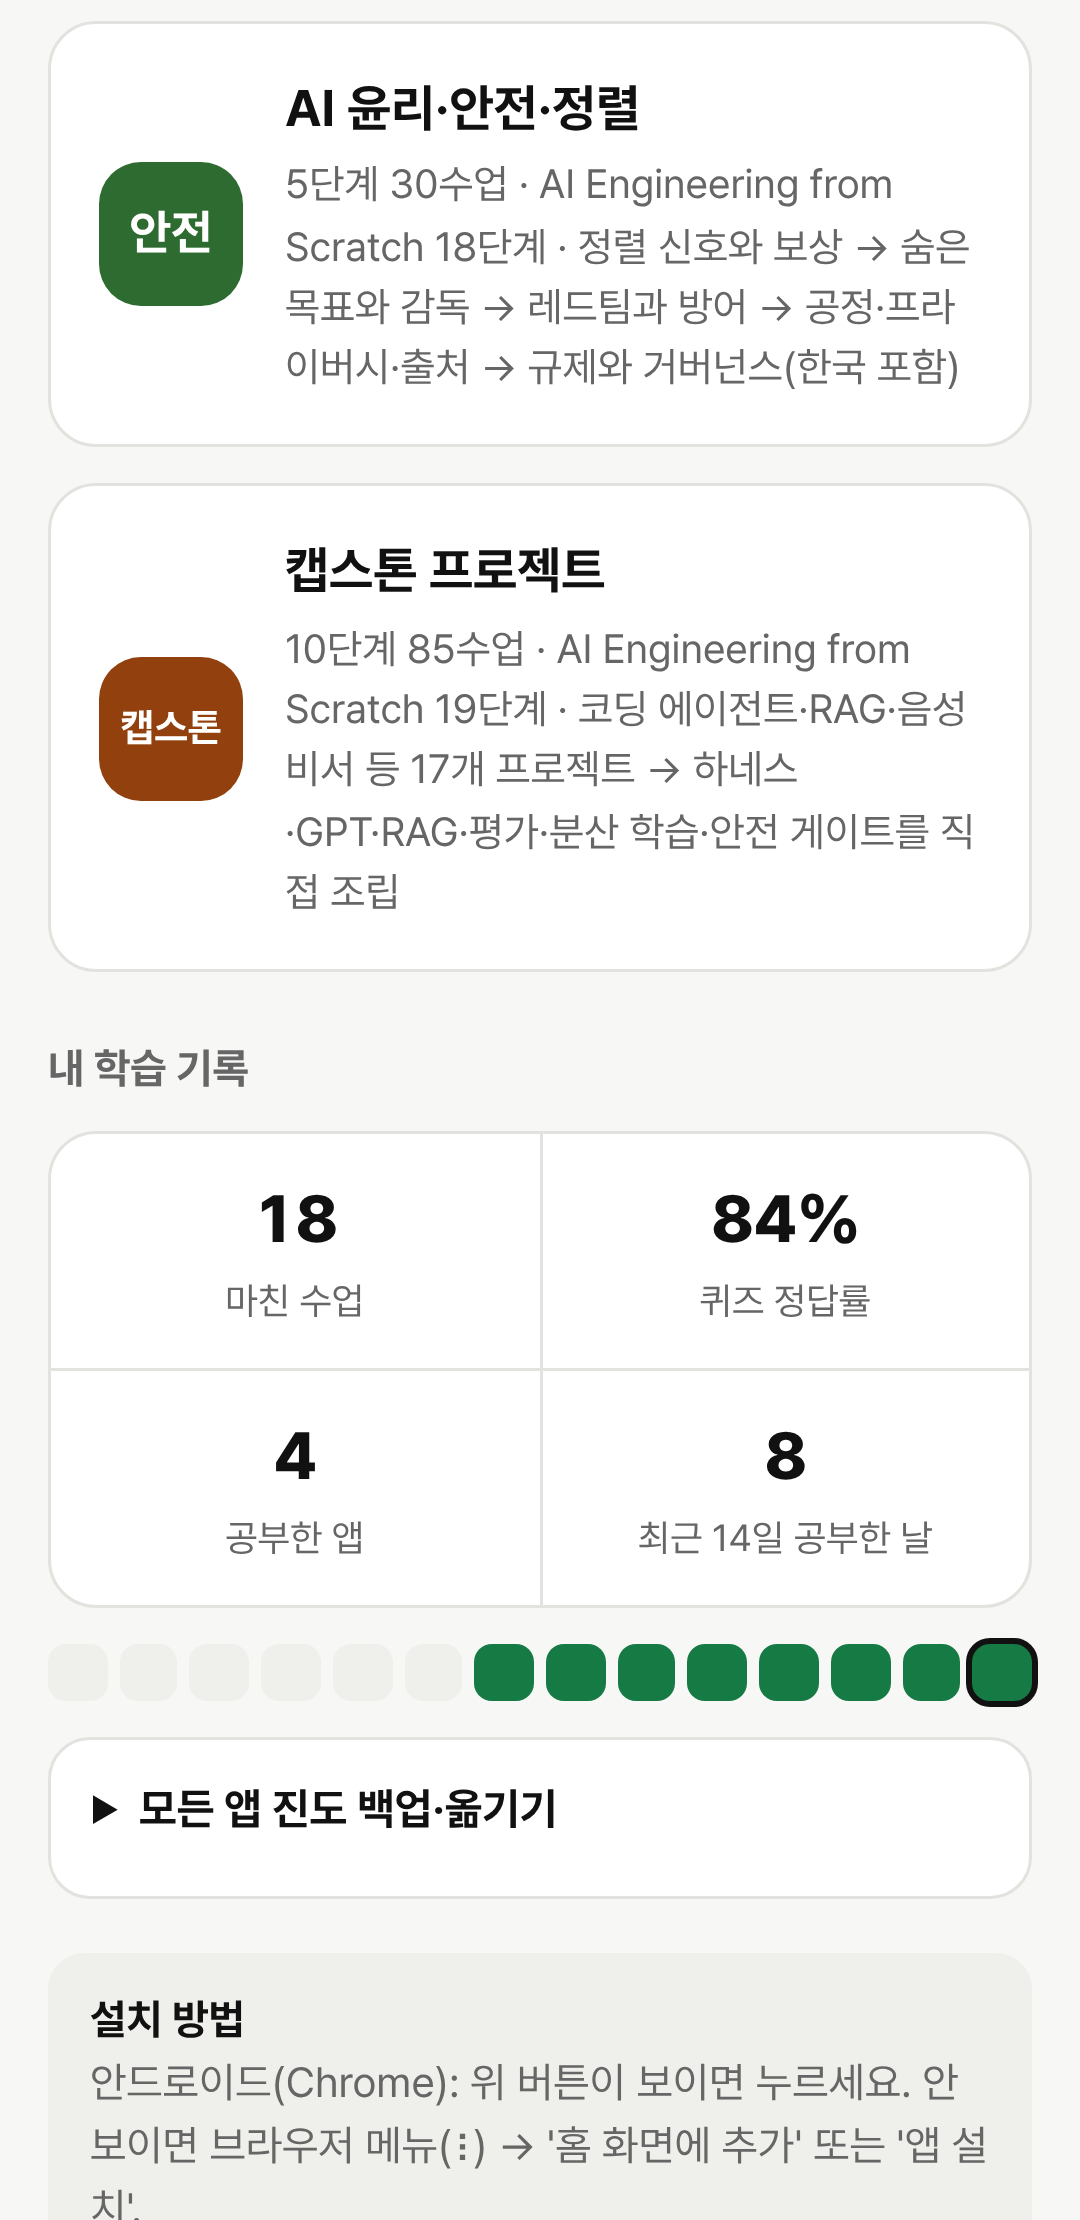 AI 윤리·안전·정렬
안전
5단계 30수업 · AI Engineering from
Scratch 18단계 · 정렬 신호와 보상 → 숨은
목표와 감독 → 레드팀과 방어 → 공정·프라
이버시·출처 → 규제와 거버넌스(한국 포함)
캡스톤 프로젝트
캡스톤
10단계 85수업 · AI Engineering from
Scratch 19단계 · 코딩 에이전트·RAG·음성
비서 등 17개 프로젝트 → 하네스
·GPT·RAG·평가·분산 학습·안전 게이트를 직
접 조립
내 학습 기록
18
마친 수업
84%
퀴즈 정답률
4
공부한 앱
8
최근 14일 공부한 날
▶ 모든 앱 진도 백업·옮기기
설치 방법
안드로이드(Chrome): 위 버튼이 보이면 누르세요. 안
보이면 브라우저 메뉴(⋮) → '홈 화면에 추가' 또는 '앱 설
치'.